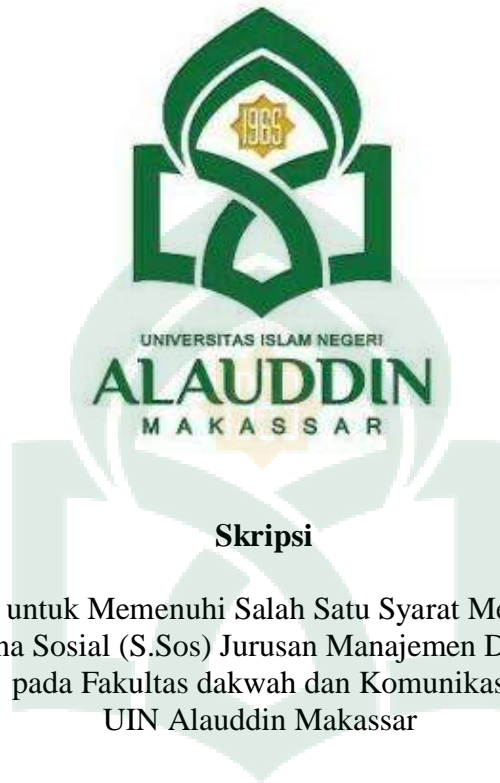 1965
UNIVERSITAS ISLAM NEGERI
ALAUDDIN
MAKASSAR
Skripsi
untuk Memenuhi Salah Satu Syarat Me
na Sosial (S.Sos) Jurusan Manajemen D
pada Fakultas dakwah dan Komunikas
UIN Alauddin Makassar